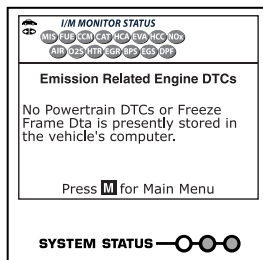 I/M MONITOR STATUS
MIS FUE CCM CAT HCA EVA HCC NOx
AIR O2S HTR EGR BPS EGS DPF
Emission Related Engine DTCs
No Powertrain DTCs or Freeze
Frame Dta is presently stored in
the vehicle's computer.
Press M for Main Menu
SYSTEM STATUS